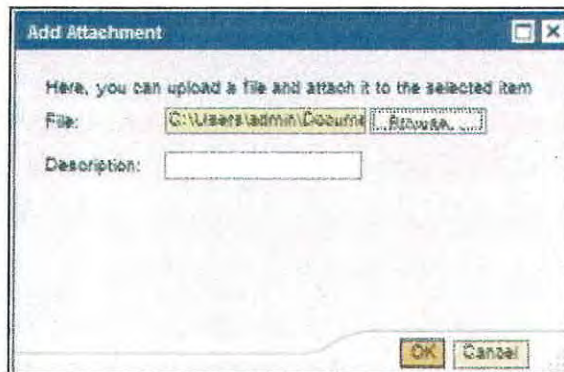 Add Attachment
Here, you can upload a file and attach it to the selected item
File: C:\Users\admin\Docume Browse...
Description:
OK Cancel